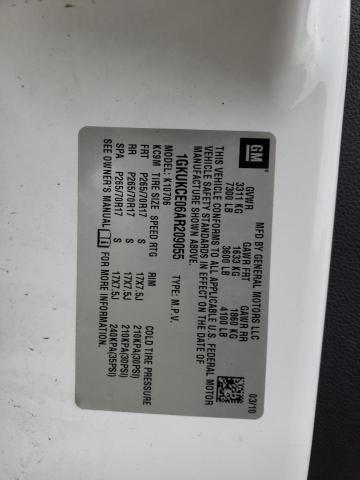 GM
MFD BY GENERAL MOTORS LLC 03/10
GVWR GAWR FRT GAWR RR
3311 KG 1633 KG 1860 KG
7300 LB 3600 LB 4100 LB
THIS VEHICLE CONFORMS TO ALL APPLICABLE U.S. FEDERAL MOTOR
VEHICLE SAFETY STANDARDS IN EFFECT ON THE DATE OF
MANUFACTURE SHOWN ABOVE.
1GKUKCE06AR209055 TYPE: M.P.V.
MODEL: K10706
KC9M TIRE SIZE SPEED RTG RIM COLD TIRE PRESSURE
FRT P265/70R17 S 17X7.5J 210KPA(30PSI)
RR P265/70R17 S 17X7.5J 210KPA(30PSI)
SPA P265/70R17 S 17X7.5J 240KPA(35PSI)
SEE OWNER'S MANUAL FOR MORE INFORMATION.